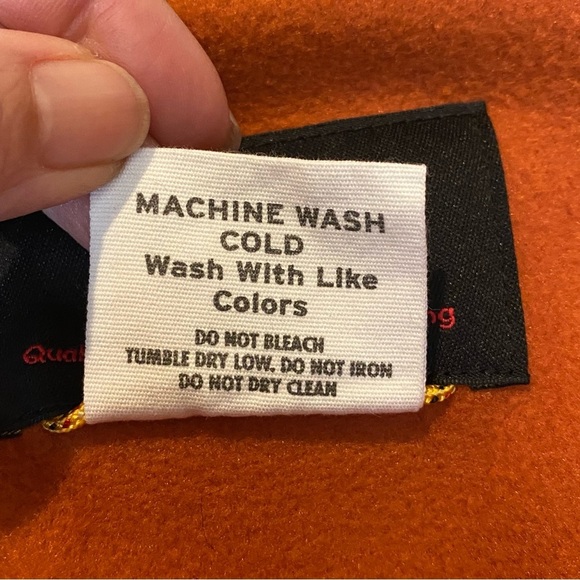 MACHINE WASH
COLD
Wash With Like
Colors
DO NOT BLEACH
TUMBLE DRY LOW. DO NOT IRON
DO NOT DRY CLEAN